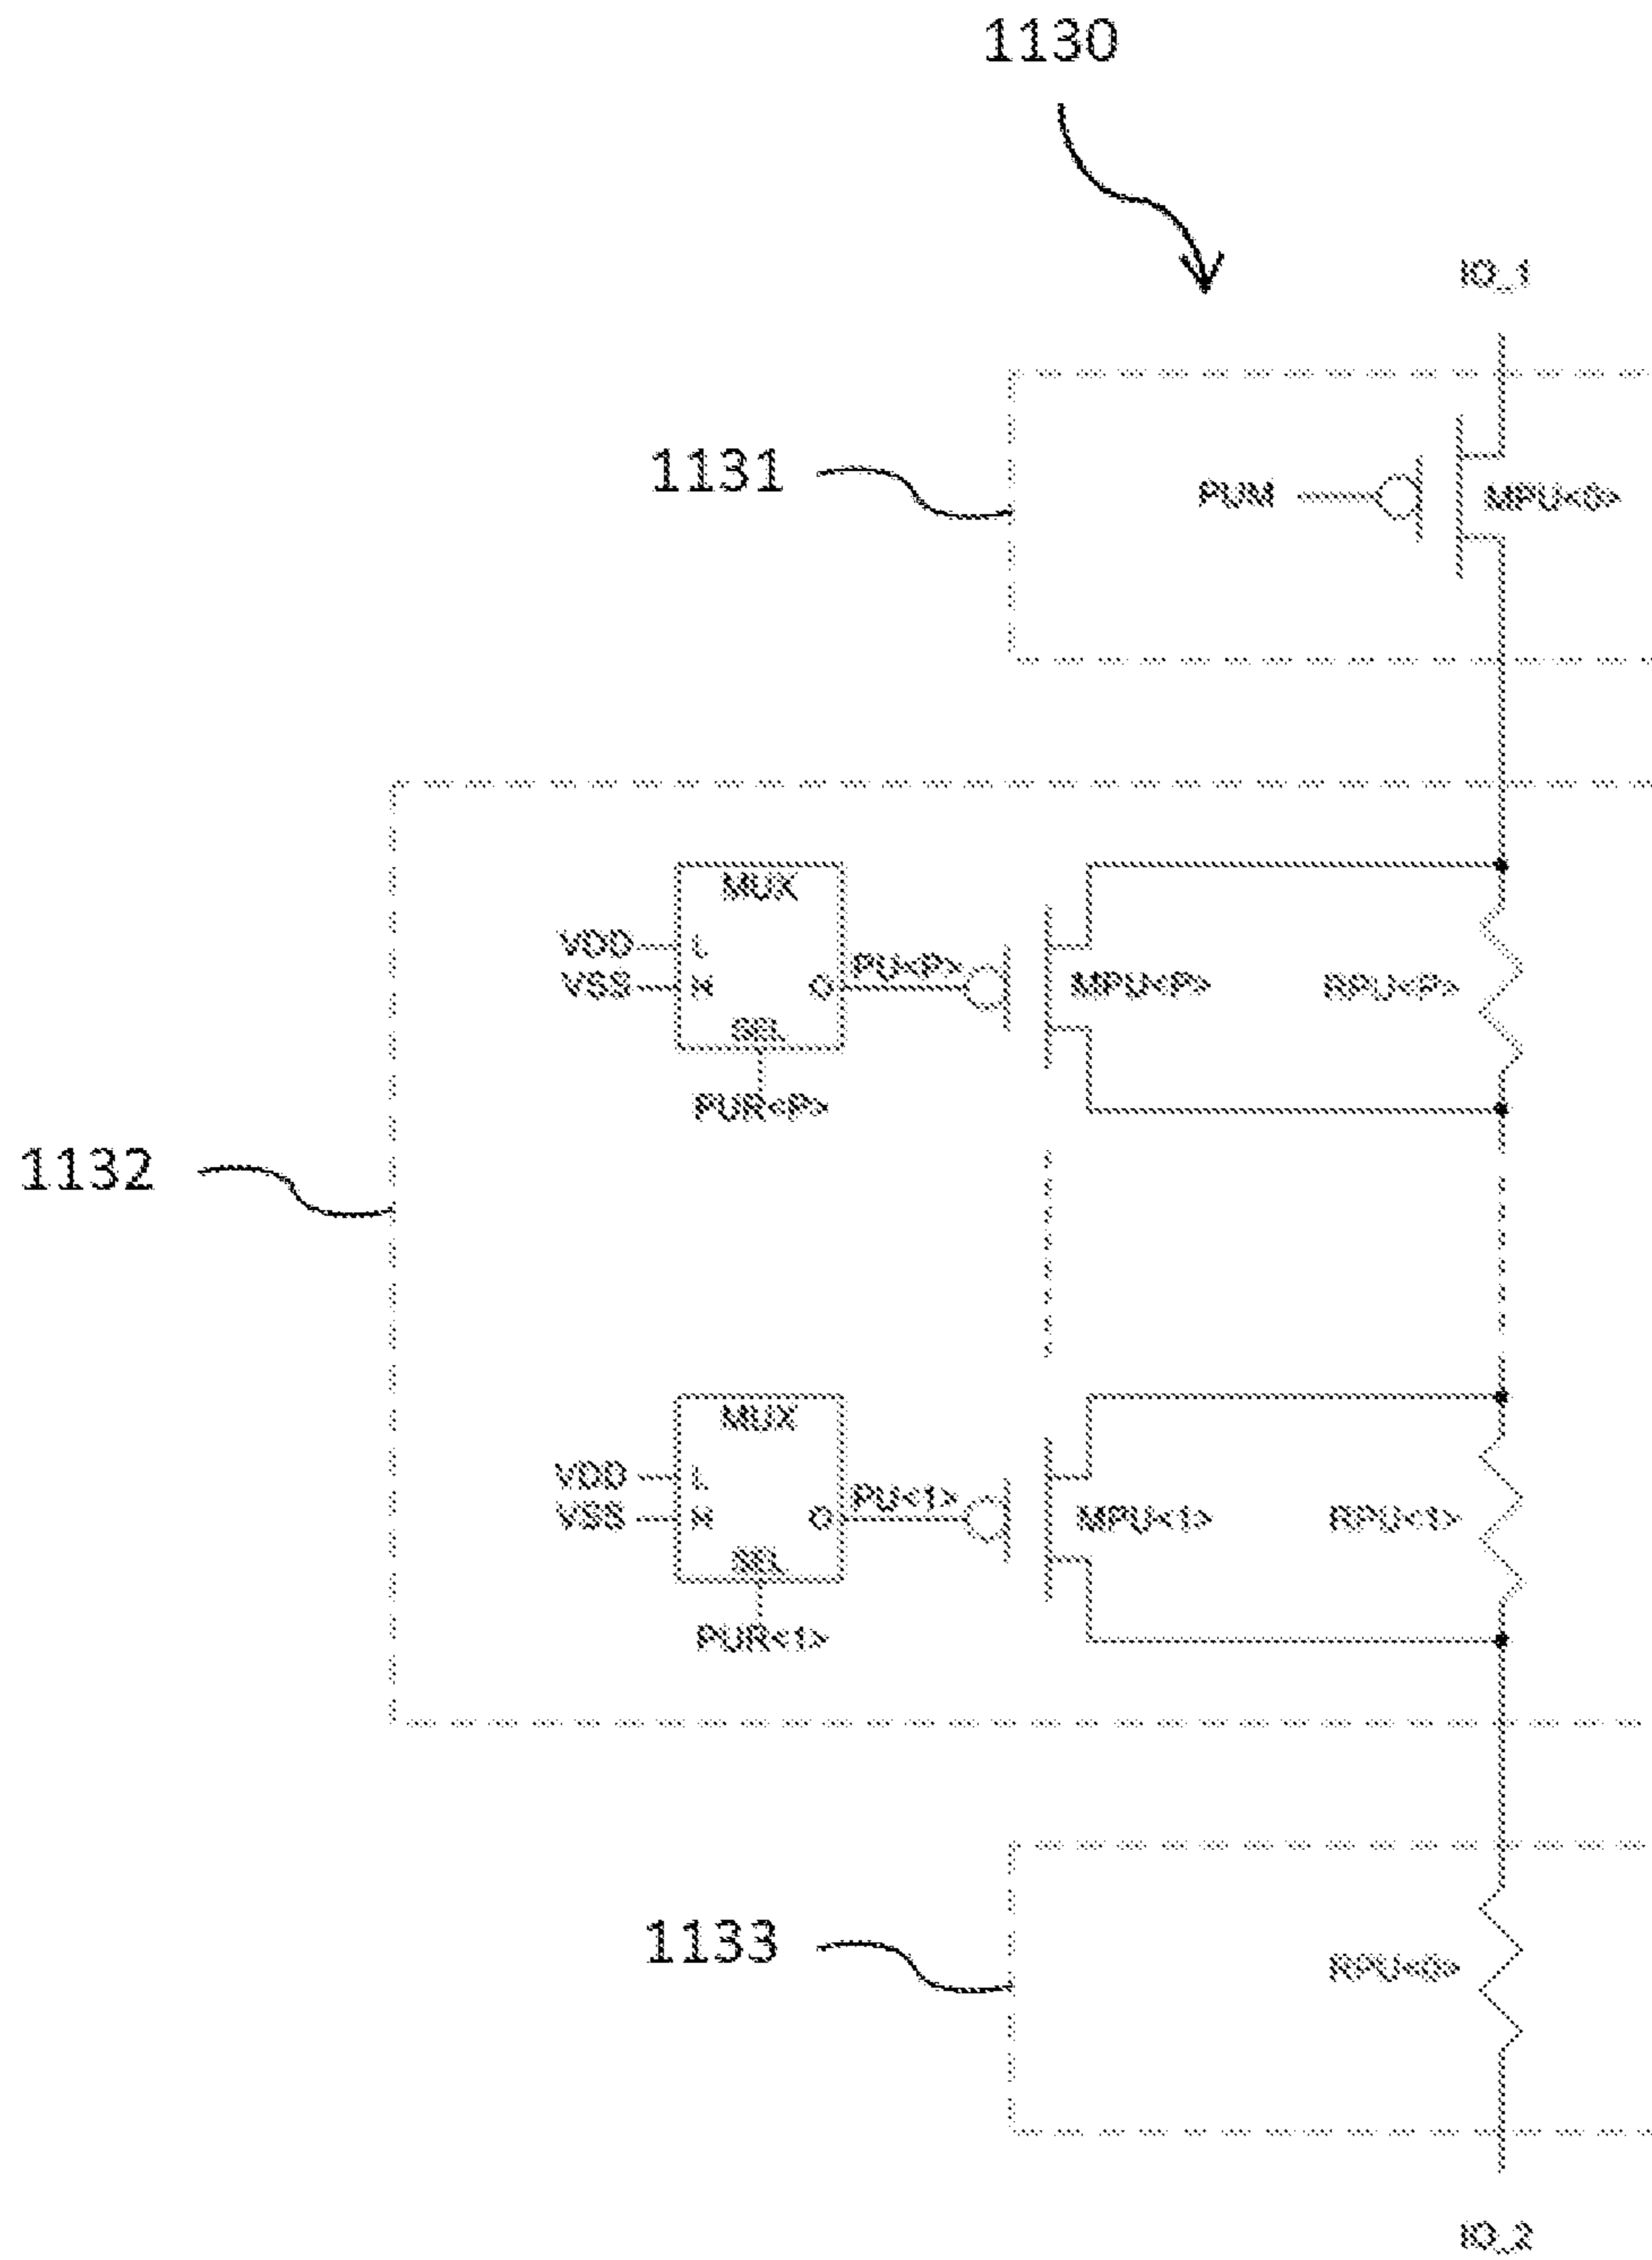 1130
IO_1
1131
PUM
MPU<0>
MUX
VDD
L
PU<P>
VSS
H
O
MPU<P>
RPU<P>
SEL
PUR<P>
1132
MUX
VDD
L
PU<1>
VSS
H
O
MPU<1>
RPU<1>
SEL
PUR<1>
1133
RPU<0>
IO_2